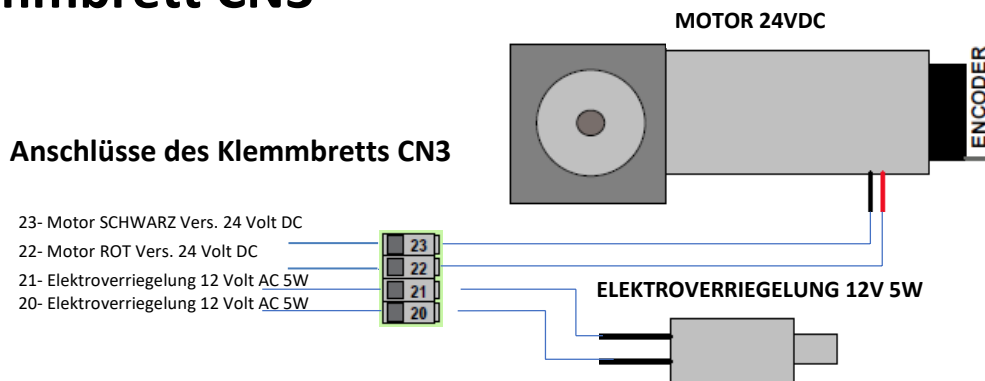 CN3
MOTOR 24VDC
ENCODER
Anschlüsse des Klemmbretts CN3
23- Motor SCHWARZ Vers. 24 Volt DC
22- Motor ROT Vers. 24 Volt DC
21- Elektroverriegelung 12 Volt AC 5W
20- Elektroverriegelung 12 Volt AC 5W
23
22
21
20
ELEKTROVERRIEGELUNG 12V 5W